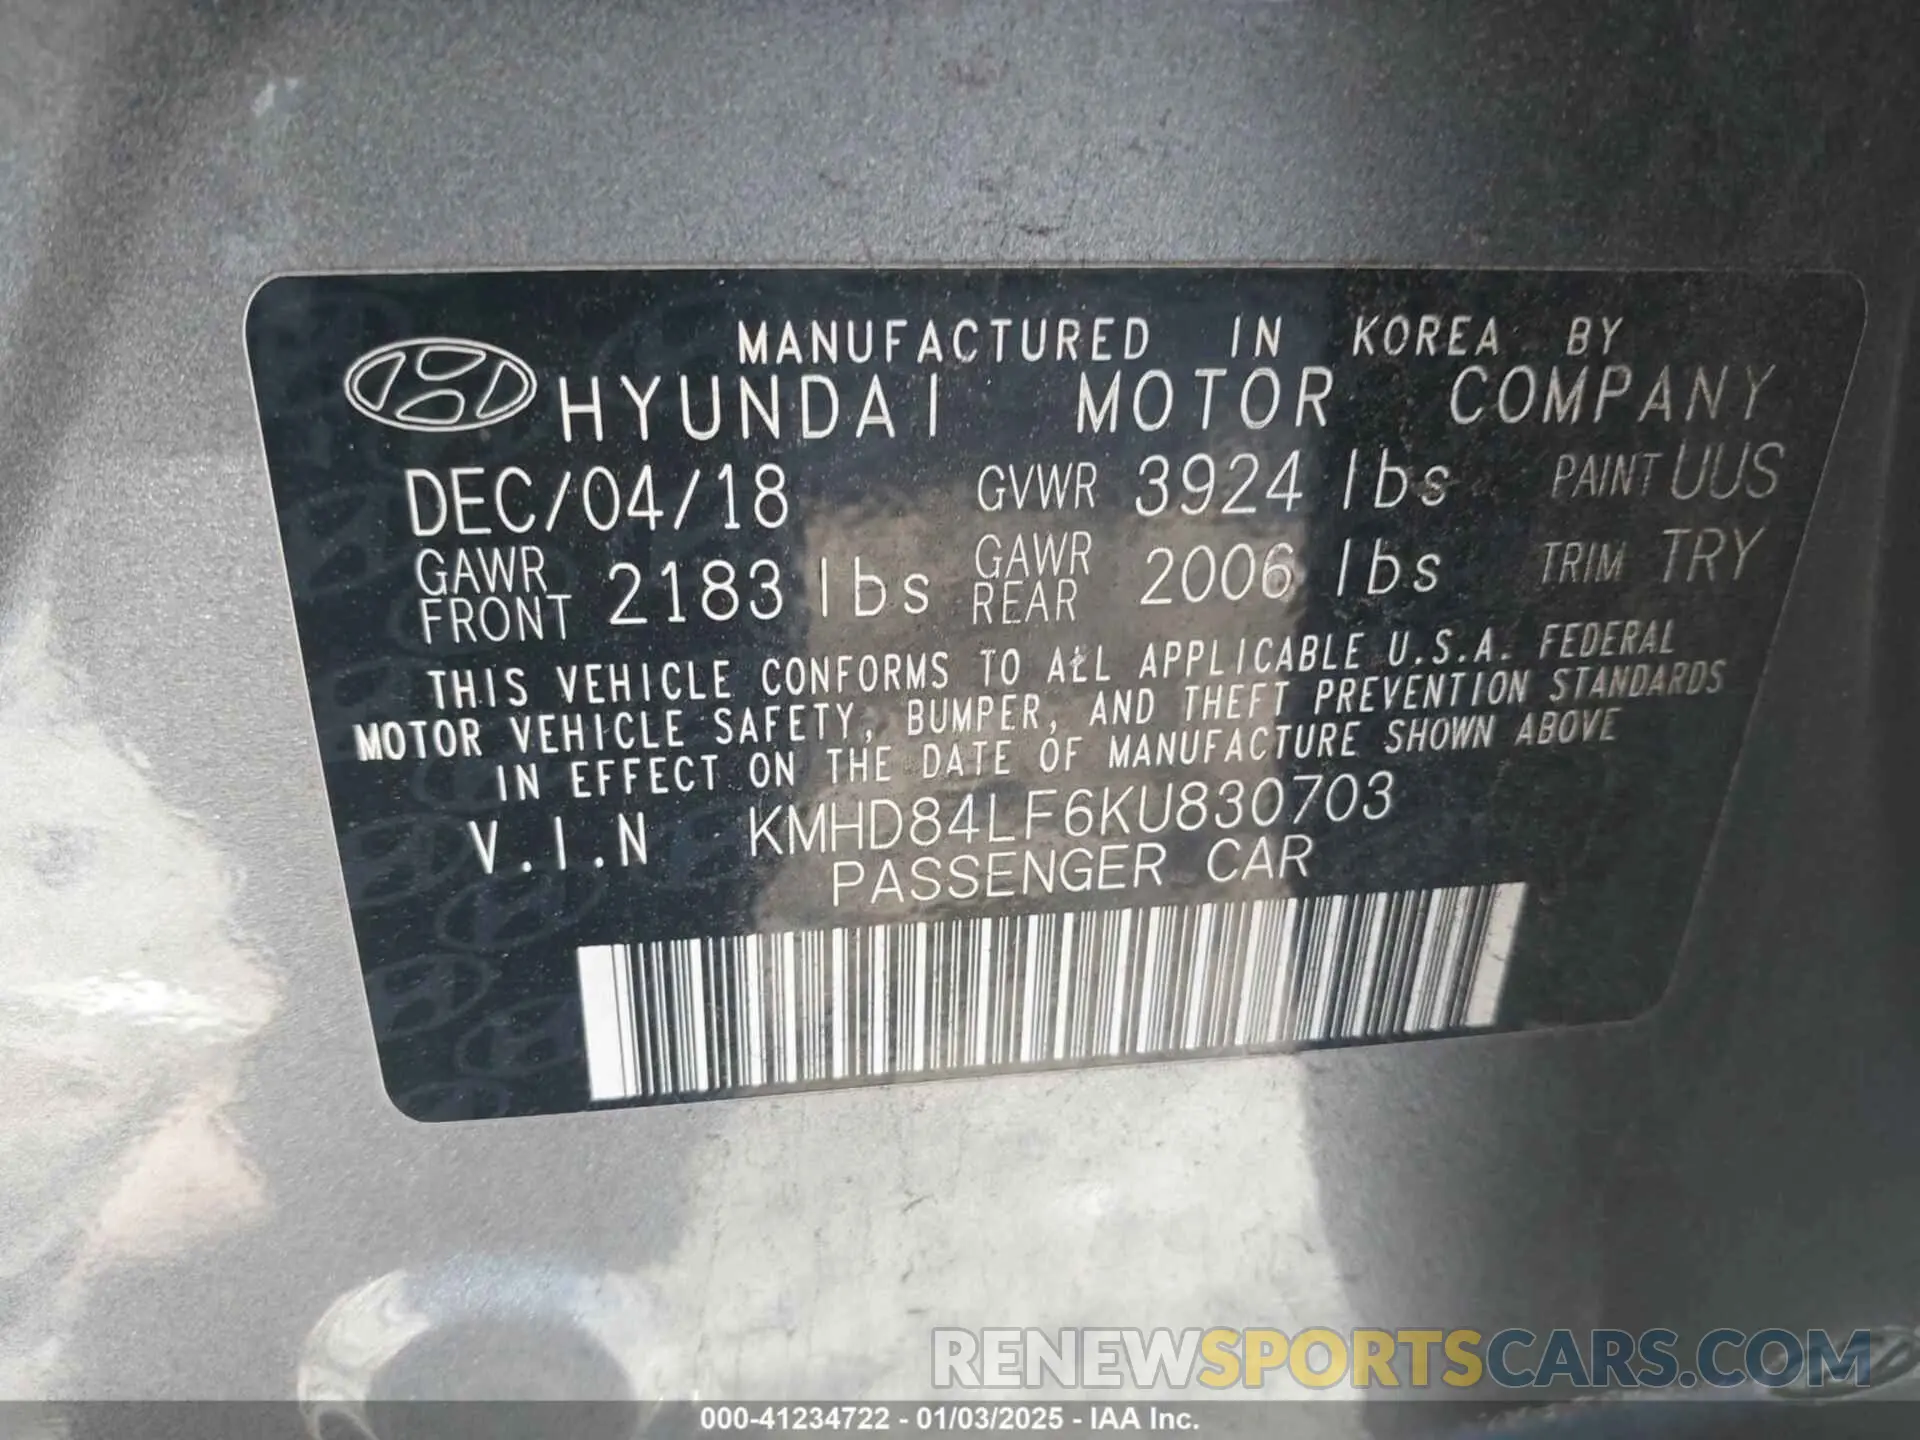 MANUFACTURED IN KOREA BY
HYUNDAI MOTOR COMPANY
DEC/04/18 GVWR 3924 lbs PAINT UUS
GAWR FRONT 2183 lbs GAWR REAR 2006 lbs TRIM TRY
THIS VEHICLE CONFORMS TO ALL APPLICABLE U.S.A. FEDERAL
MOTOR VEHICLE SAFETY, BUMPER, AND THEFT PREVENTION STANDARDS
IN EFFECT ON THE DATE OF MANUFACTURE SHOWN ABOVE
V.I.N KMHD84LF6KU830703
PASSENGER CAR
RENEWSPORTSCARS.COM
000-41234722 - 01/03/2025 - IAA Inc.